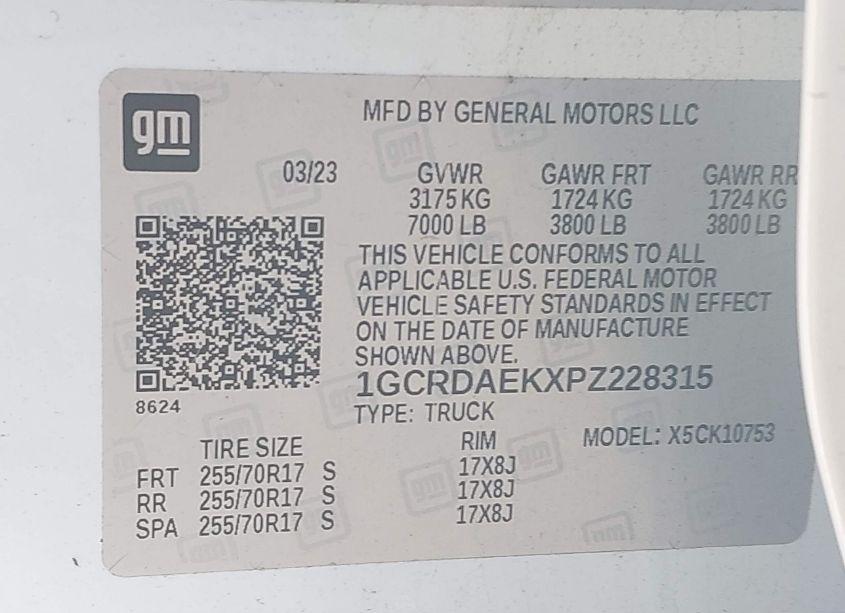 gm
MFD BY GENERAL MOTORS LLC
03/23 GVWR GAWR FRT GAWR RR
3175 KG 1724 KG 1724 KG
7000 LB 3800 LB 3800 LB
THIS VEHICLE CONFORMS TO ALL
APPLICABLE U.S. FEDERAL MOTOR
VEHICLE SAFETY STANDARDS IN EFFECT
ON THE DATE OF MANUFACTURE
SHOWN ABOVE.
1GCRDAEKXPZ228315
8624
TYPE: TRUCK
TIRE SIZE RIM MODEL: X5CK10753
FRT 255/70R17 S 17X8J
RR 255/70R17 S 17X8J
SPA 255/70R17 S 17X8J